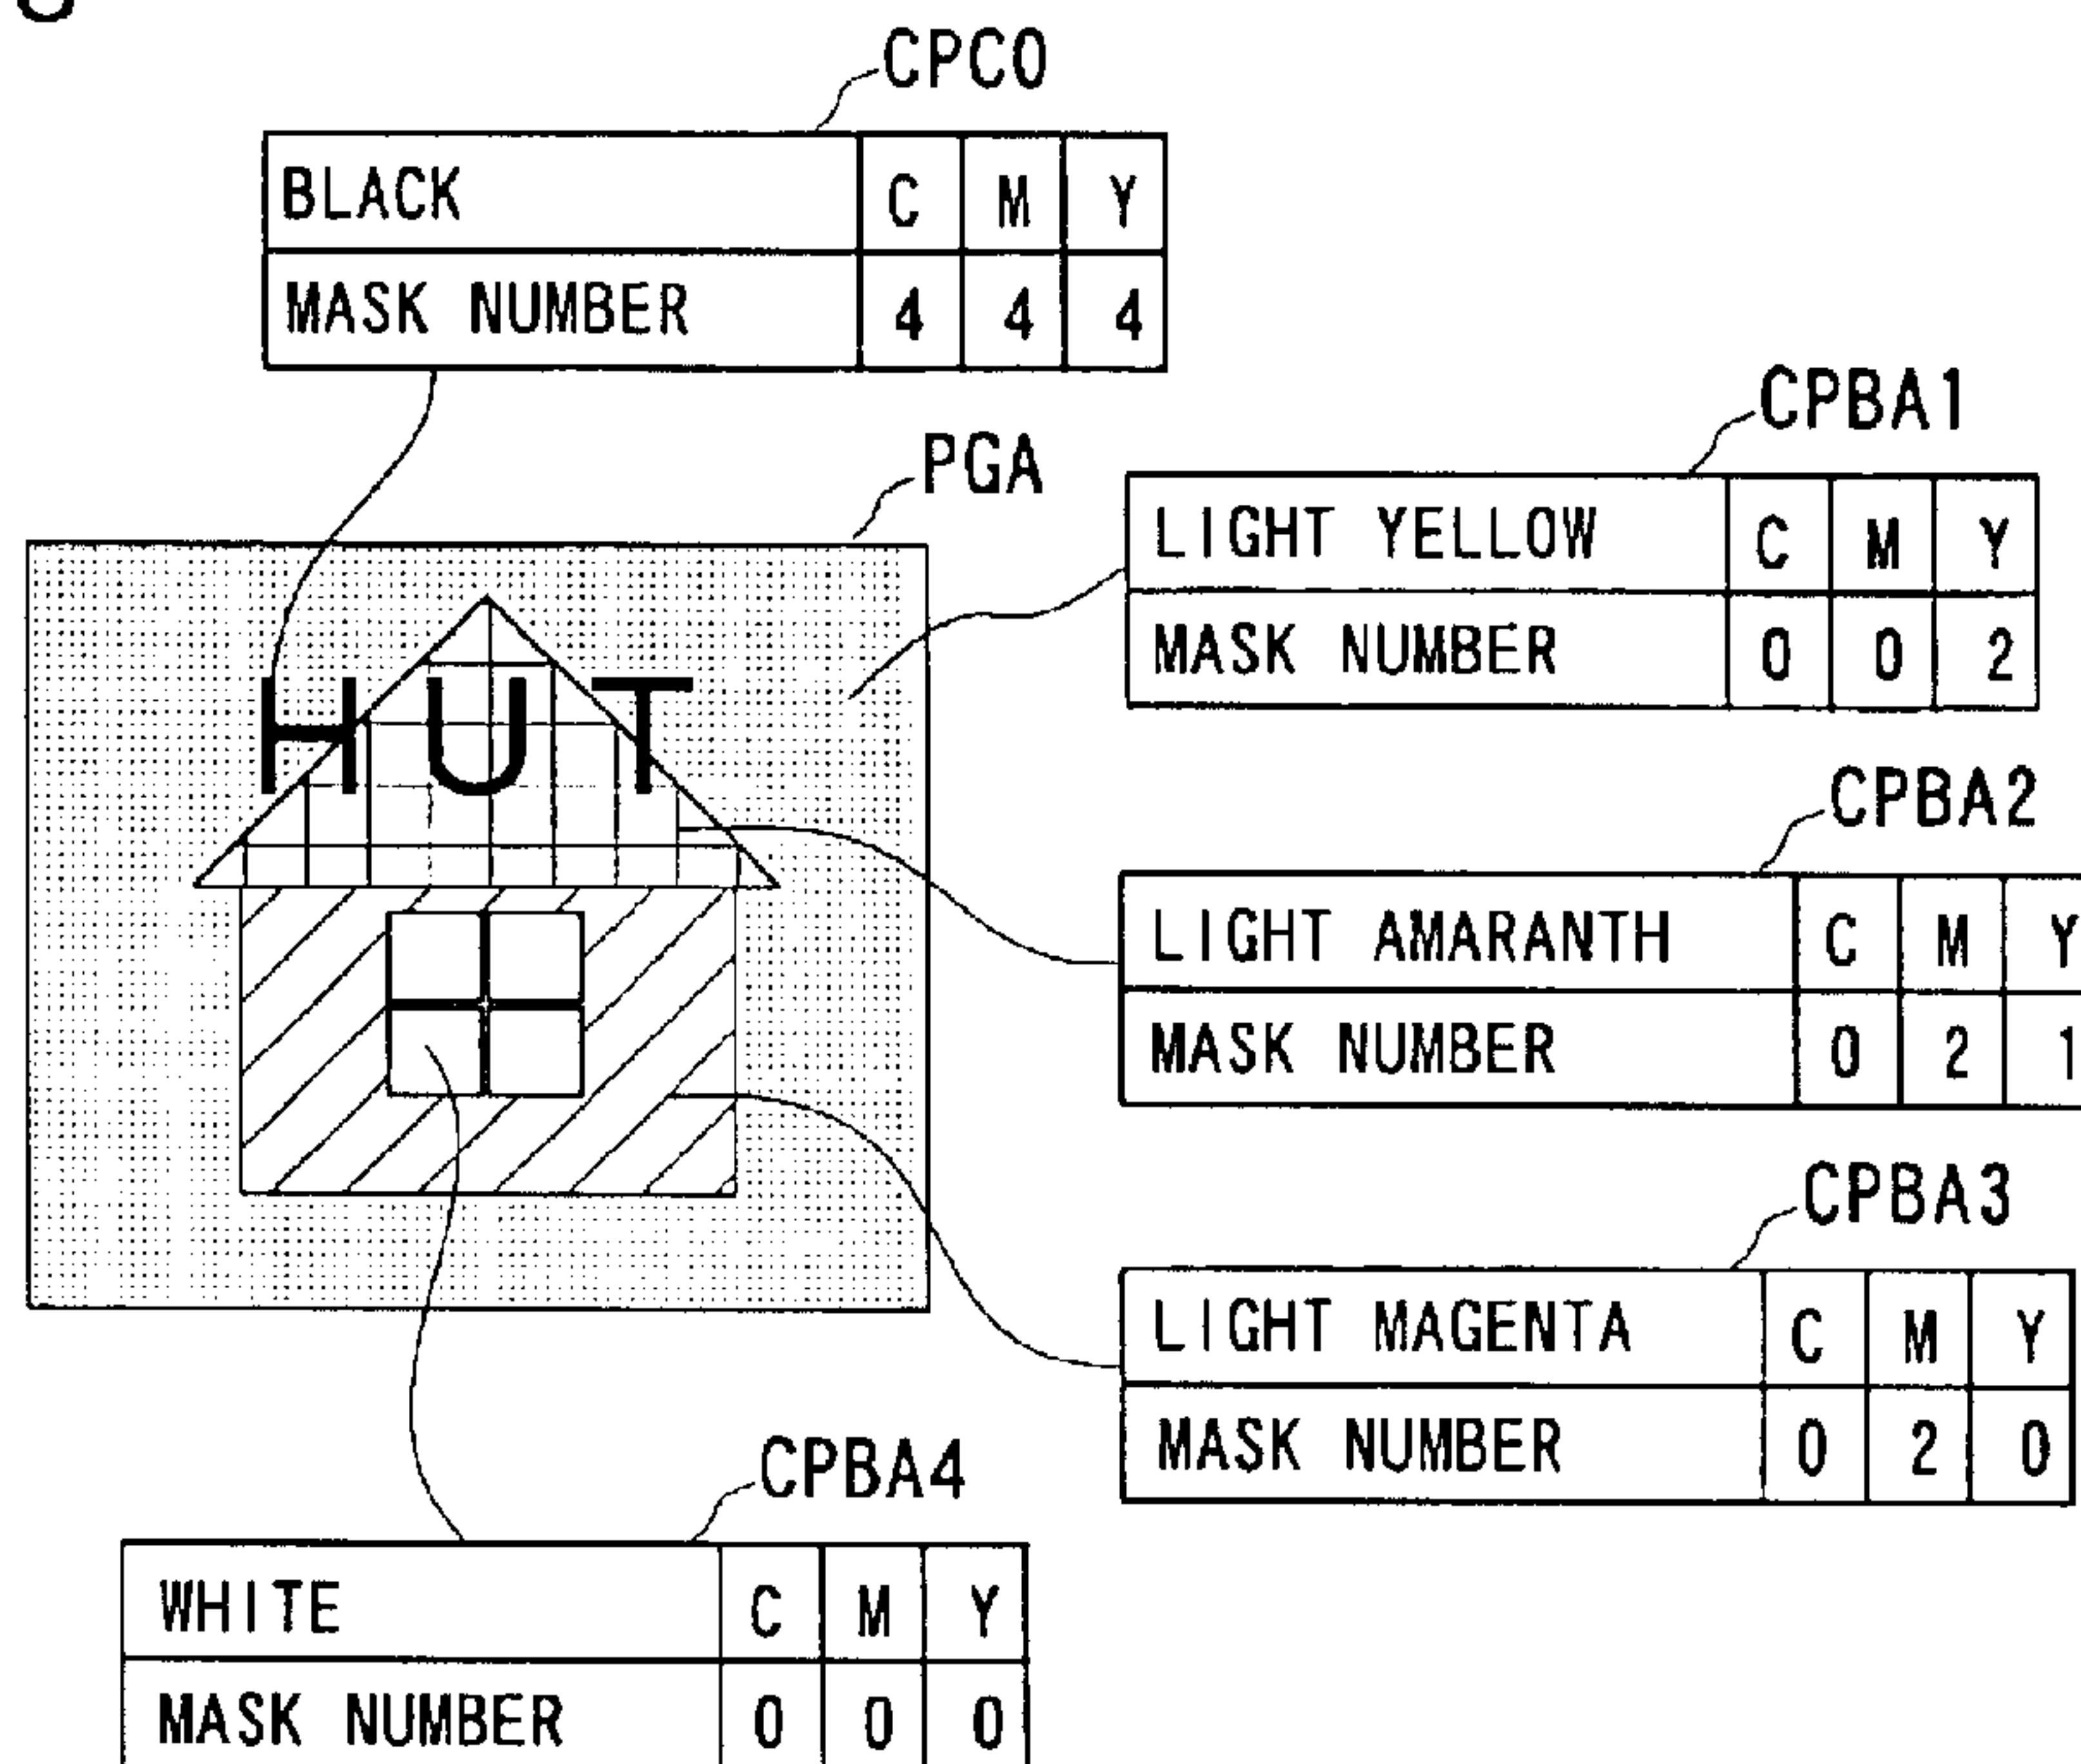 CPC0
BLACK C M Y
MASK NUMBER 4 4 4
PGA
CPBA1
LIGHT YELLOW C M Y
MASK NUMBER 0 0 2
HUT
CPBA2
LIGHT AMARANTH C M Y
MASK NUMBER 0 2 1
CPBA3
LIGHT MAGENTA C M Y
MASK NUMBER 0 2 0
CPBA4
WHITE C M Y
MASK NUMBER 0 0 0